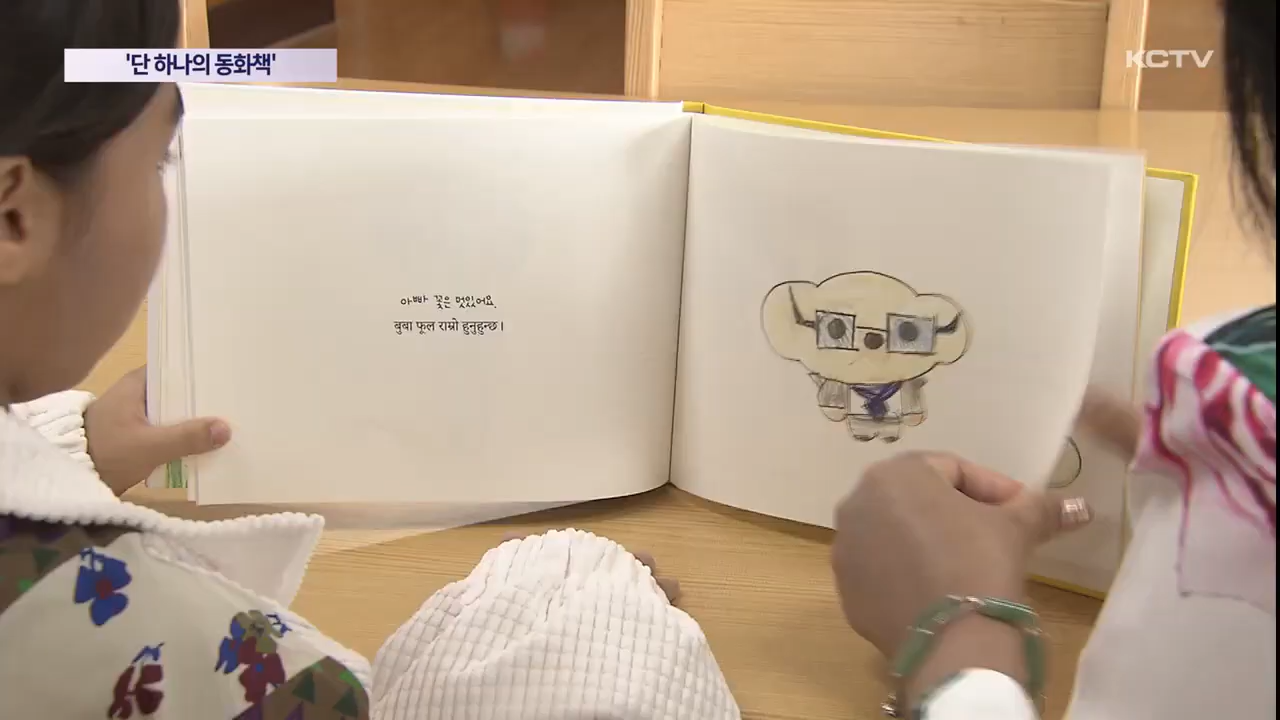 '단 하나의 동화책'
KCTV
아빠 꽃은 멋있어요.
बुबा फूल राम्रो हुनुहुन्छ।